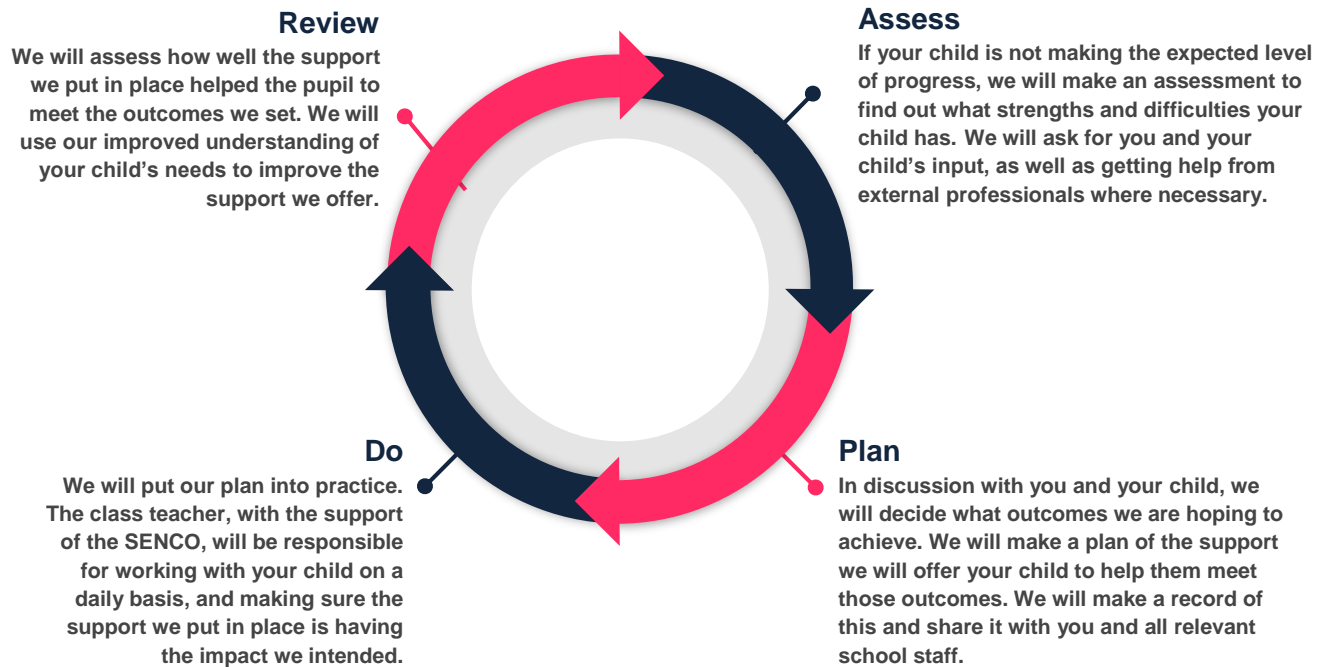 Review
We will assess how well the support
we put in place helped the pupil to
meet the outcomes we set. We will
use our improved understanding of
your child’s needs to improve the
support we offer.
Assess
If your child is not making the expected level
of progress, we will make an assessment to
find out what strengths and difficulties your
child has. We will ask for you and your
child’s input, as well as getting help from
external professionals where necessary.
Do
We will put our plan into practice.
The class teacher, with the support
of the SENCO, will be responsible
for working with your child on a
daily basis, and making sure the
support we put in place is having
the impact we intended.
Plan
In discussion with you and your child, we
will decide what outcomes we are hoping to
achieve. We will make a plan of the support
we will offer your child to help them meet
those outcomes. We will make a record of
this and share it with you and all relevant
school staff.